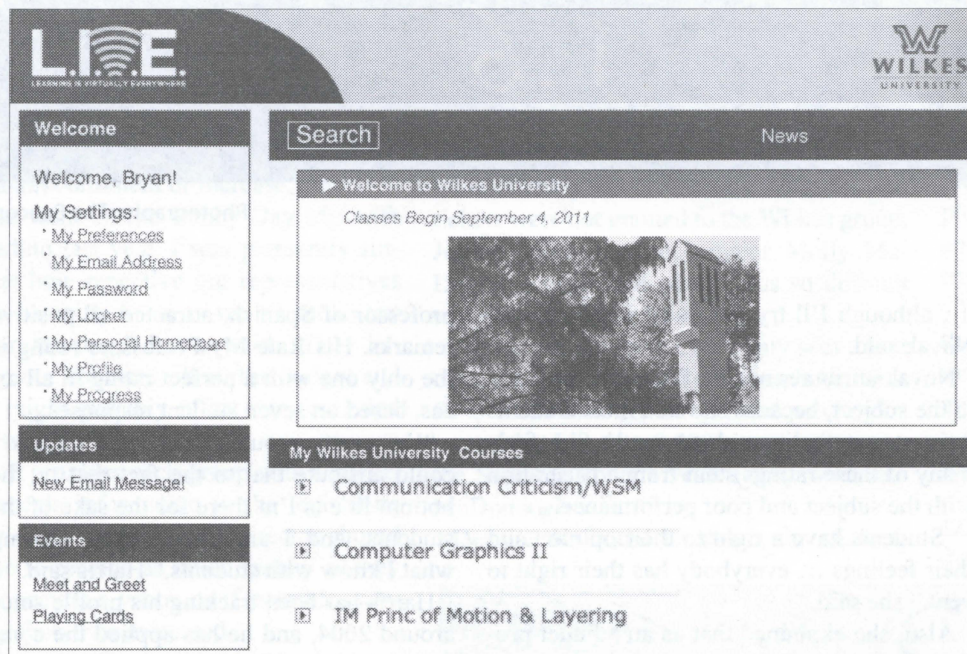 L.I.V.E.
LEARNING IS VIRTUALLY EVERYWHERE
WILKES
UNIVERSITY
Welcome
Welcome, Bryan!
My Settings:
My Preferences
My Email Address
My Password
My Locker
My Personal Homepage
My Profile
My Progress
Updates
New Email Message!
Events
Meet and Greet
Playing Cards
Search
News
Welcome to Wilkes University
Classes Begin September 4, 2011
My Wilkes University Courses
Communication Criticism/WSM
Computer Graphics II
IM Princ of Motion & Layering